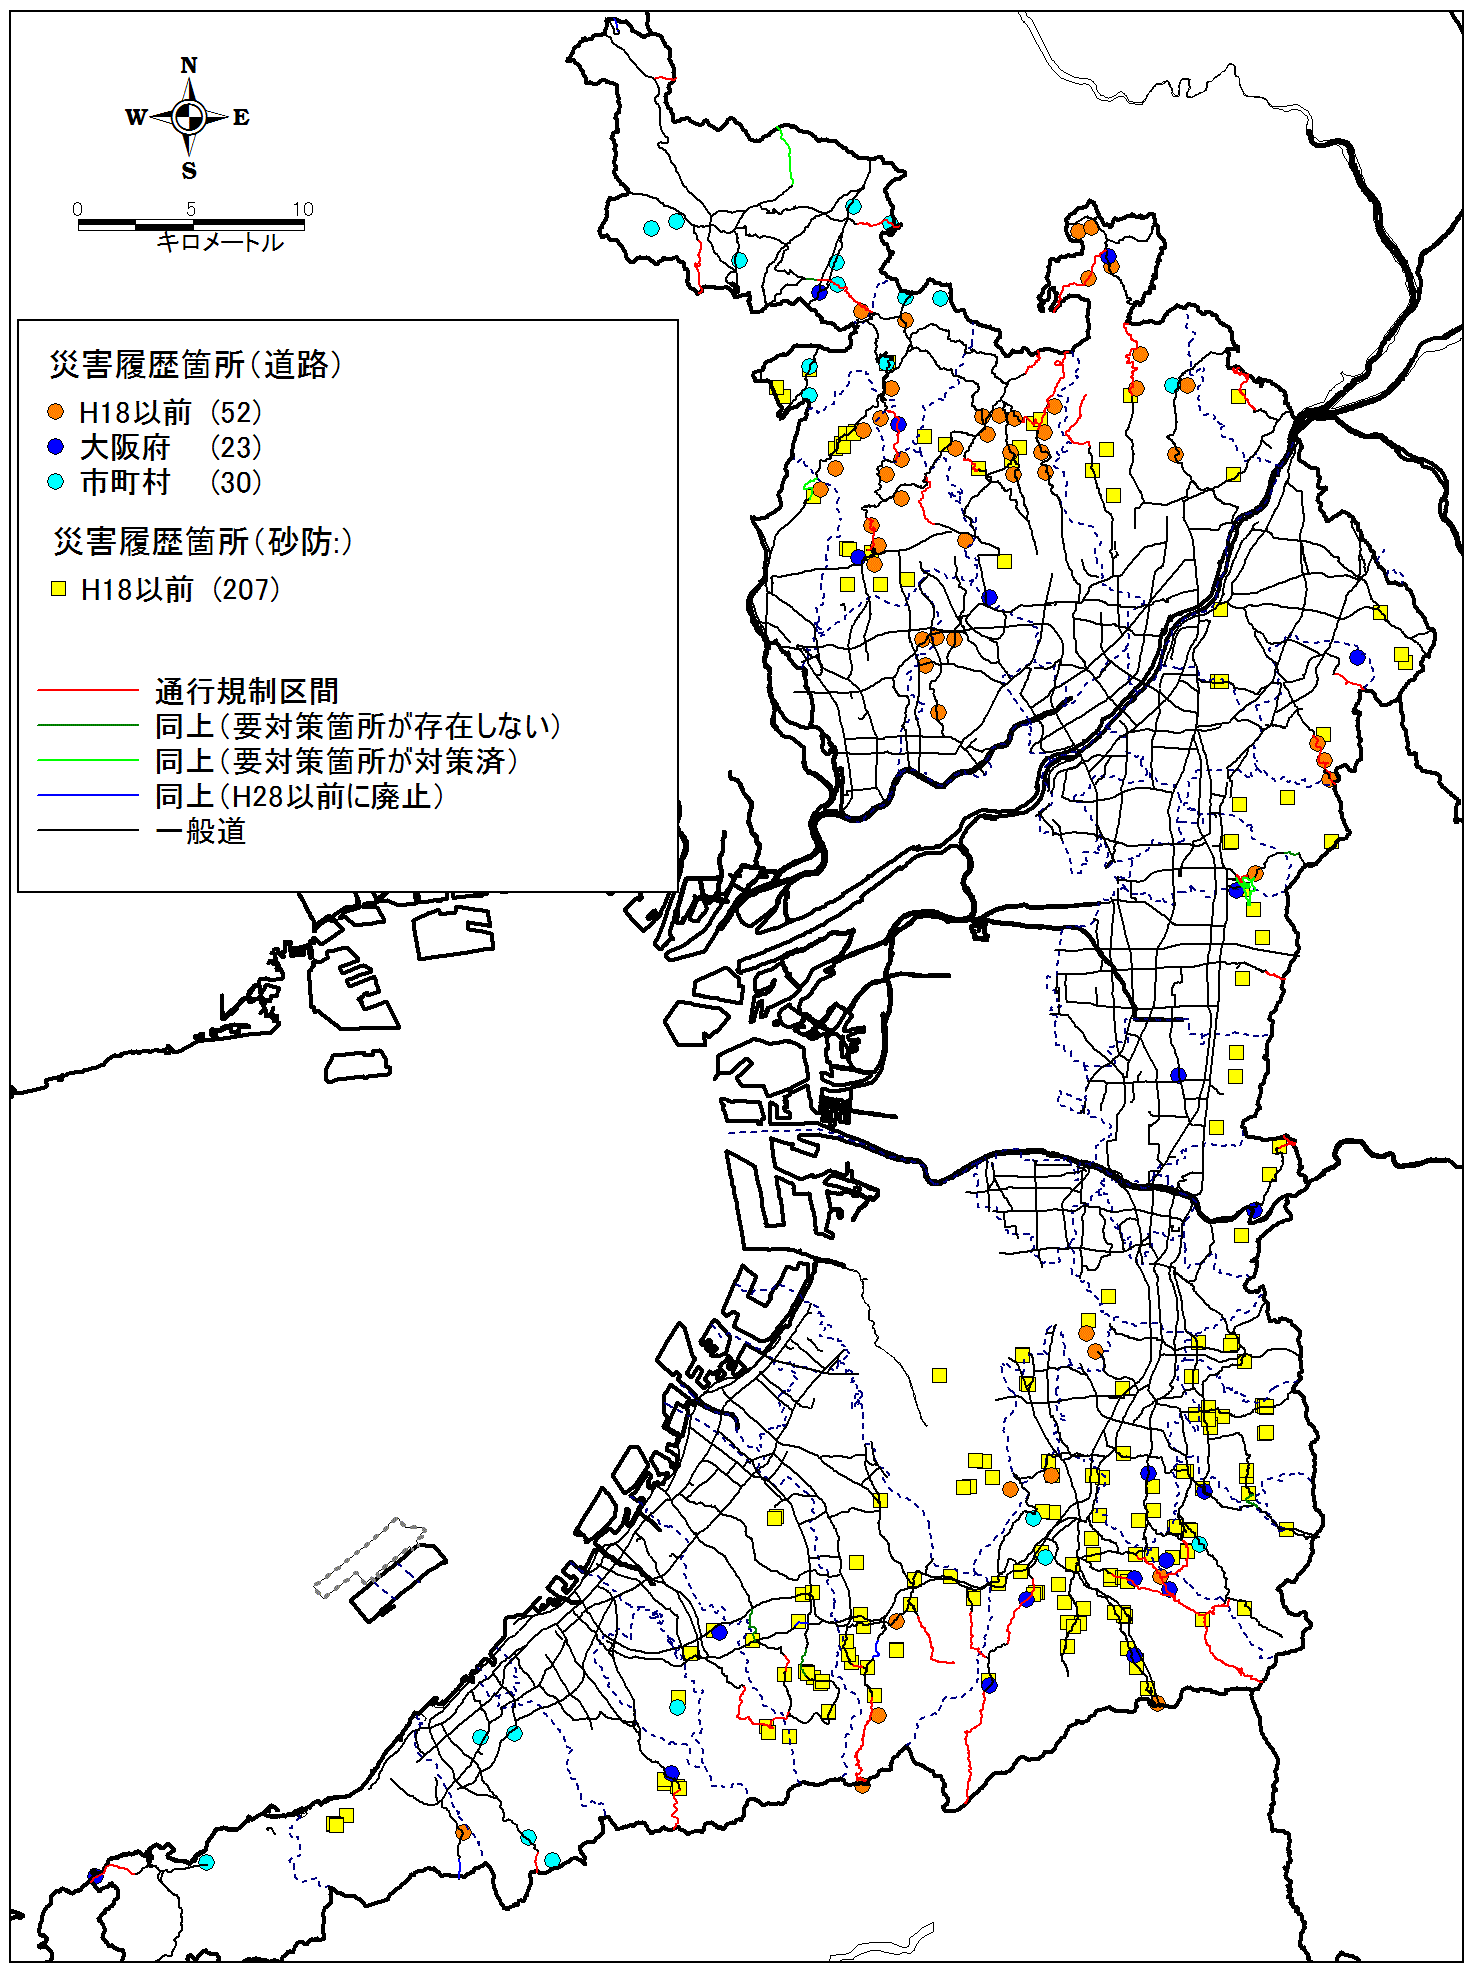 N
W E
S
0 5 10
キロメートル
災害履歴箇所（道路）
H18以前 (52)
大阪府 (23)
市町村 (30)
災害履歴箇所（砂防:）
H18以前 (207)
通行規制区間
同上（要対策箇所が存在しない）
同上（要対策箇所が対策済）
同上（H28以前に廃止）
一般道